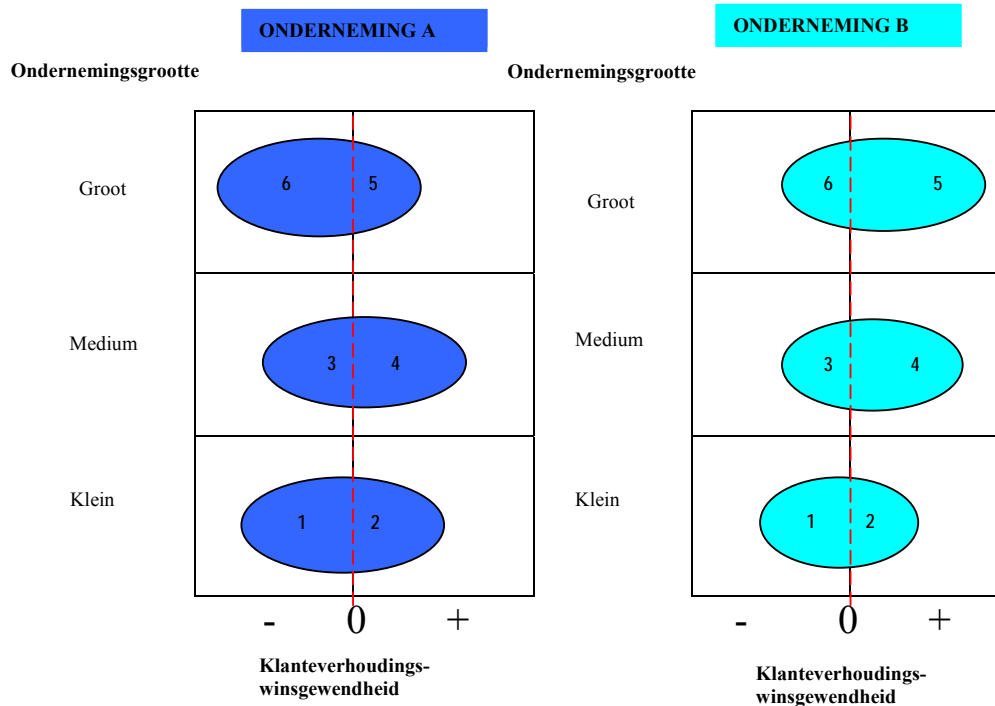 ONDERNEMING A
Ondernemingsgrootte
Groot
6 5
Medium
3 4
Klein
1 2
- 0 +
Klanteverhoudings-
winsgewendheid
ONDERNEMING B
Ondernemingsgrootte
Groot
6 5
Medium
3 4
Klein
1 2
- 0 +
Klanteverhoudings-
winsgewendheid